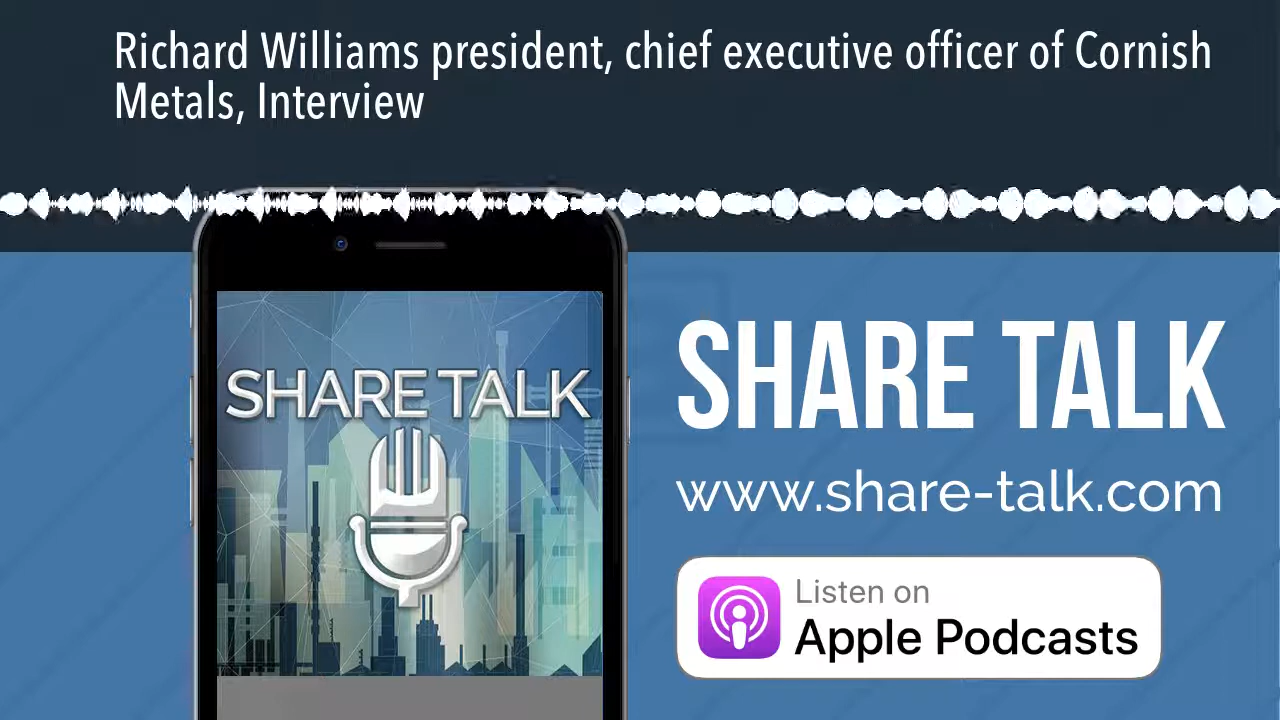 Richard Williams president, chief executive officer of Cornish
Metals, Interview
SHARE TALK
SHARE TALK
www.share-talk.com
Listen on
Apple Podcasts